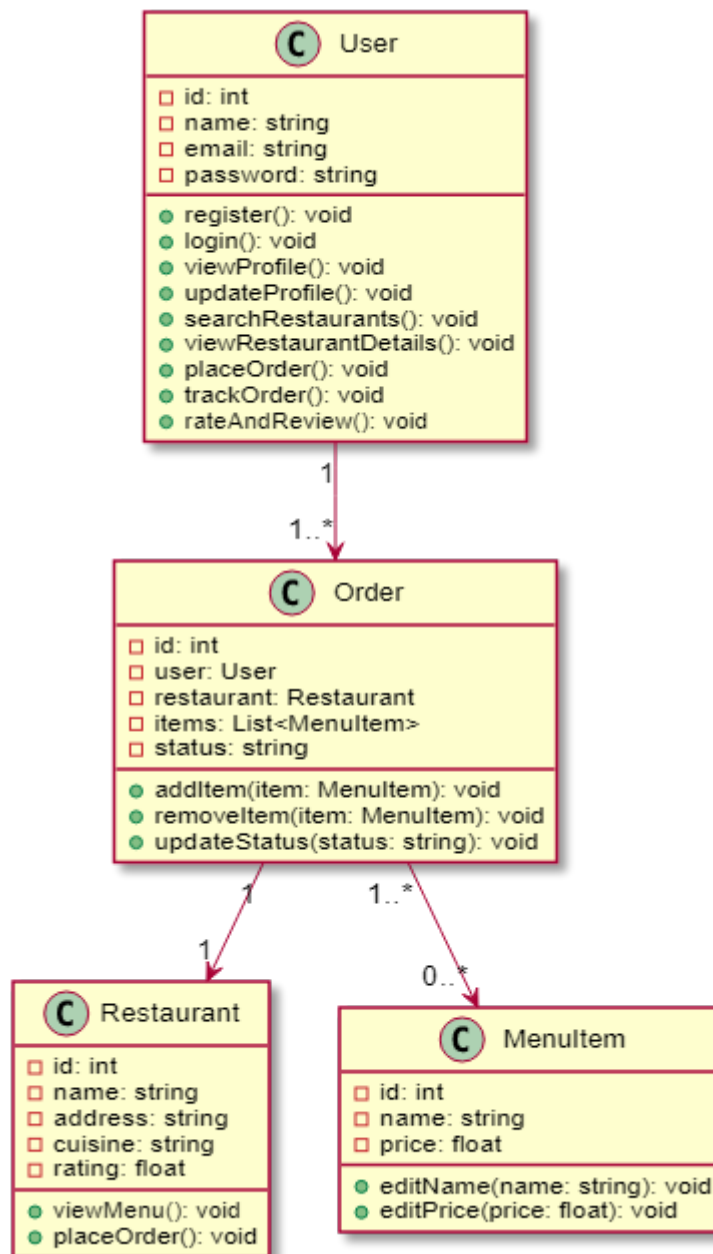 C User
id: int
name: string
email: string
password: string
register(): void
login(): void
viewProfile(): void
updateProfile(): void
searchRestaurants(): void
viewRestaurantDetails(): void
placeOrder(): void
trackOrder(): void
rateAndReview(): void
1
1..*
C Order
id: int
user: User
restaurant: Restaurant
items: List<MenuItem>
status: string
addItem(item: MenuItem): void
removeItem(item: MenuItem): void
updateStatus(status: string): void
1
1
1..*
0..*
C Restaurant
id: int
name: string
address: string
cuisine: string
rating: float
viewMenu(): void
placeOrder(): void
C MenuItem
id: int
name: string
price: float
editName(name: string): void
editPrice(price: float): void